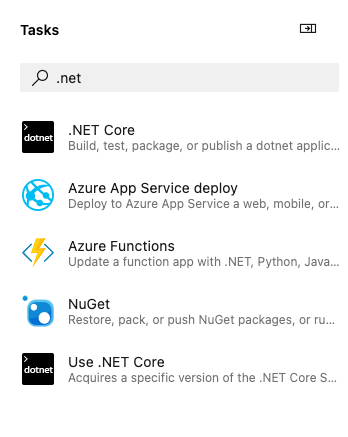 Tasks
.net
dotnet
.NET Core
Build, test, package, or publish a dotnet applic...
Azure App Service deploy
Deploy to Azure App Service a web, mobile, or...
Azure Functions
Update a function app with .NET, Python, Java...
NuGet
Restore, pack, or push NuGet packages, or ru...
dotnet
Use .NET Core
Acquires a specific version of the .NET Core S...